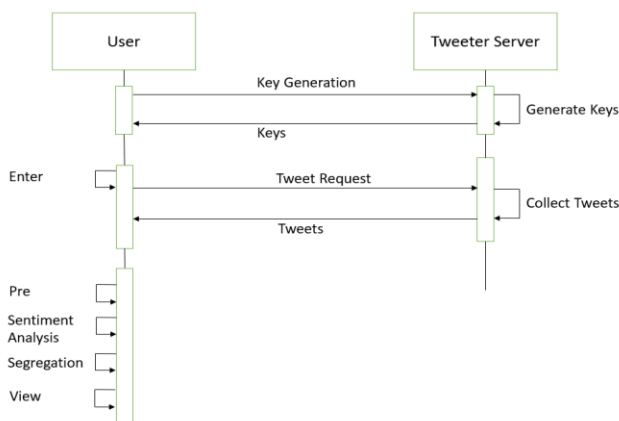 User
Tweeter Server
Key Generation
Generate Keys
Keys
Enter
Tweet Request
Collect Tweets
Tweets
Pre
Sentiment
Analysis
Segregation
View